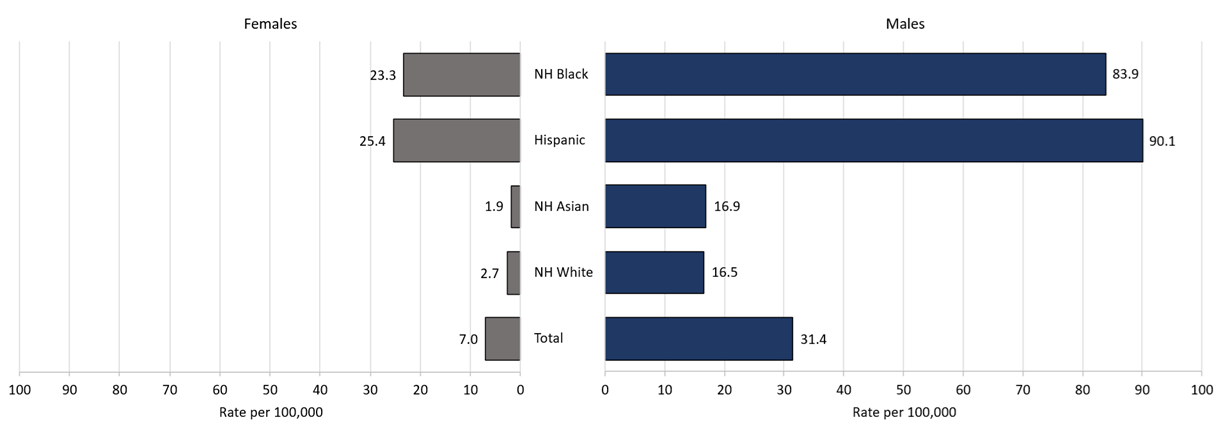 Females Males
23.3 NH Black 83.9
25.4 Hispanic 90.1
1.9 NH Asian 16.9
2.7 NH White 16.5
7.0 Total 31.4
100 90 80 70 60 50 40 30 20 10 0 0 10 20 30 40 50 60 70 80 90 100
Rate per 100,000 Rate per 100,000